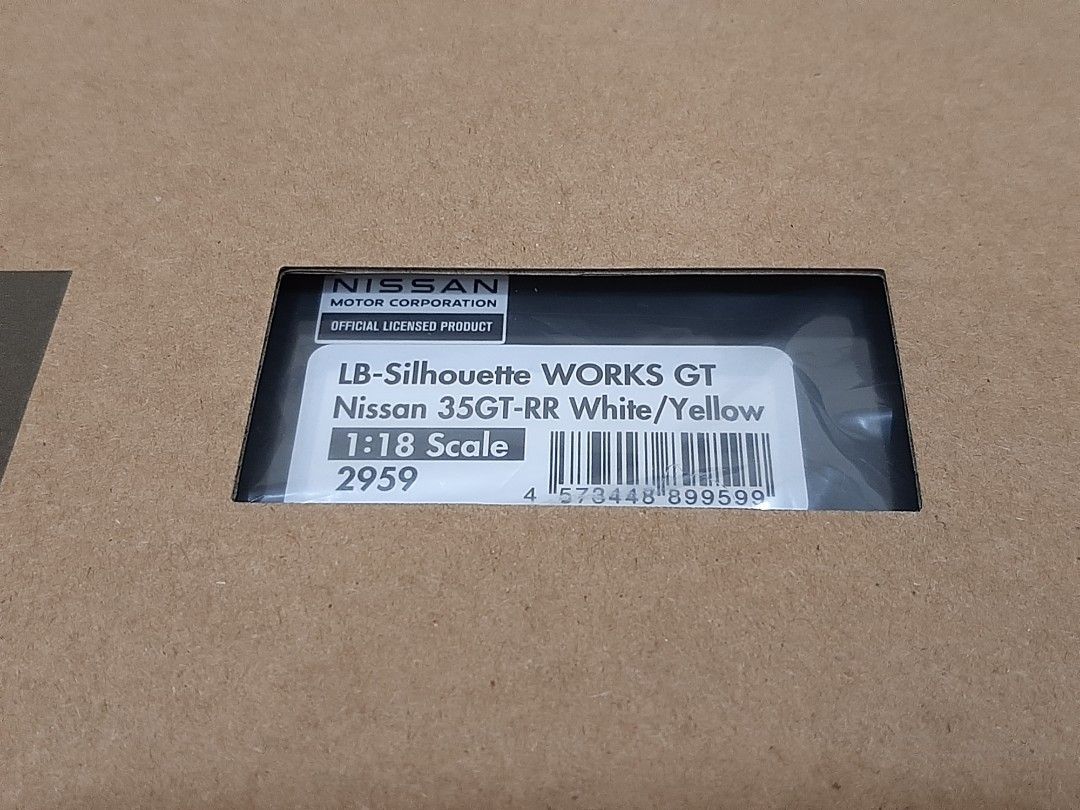 NISSAN
MOTOR CORPORATION
OFFICIAL LICENSED PRODUCT
LB-Silhouette WORKS GT
Nissan 35GT-RR White/Yellow
1:18 Scale
2959
4 573448 899599